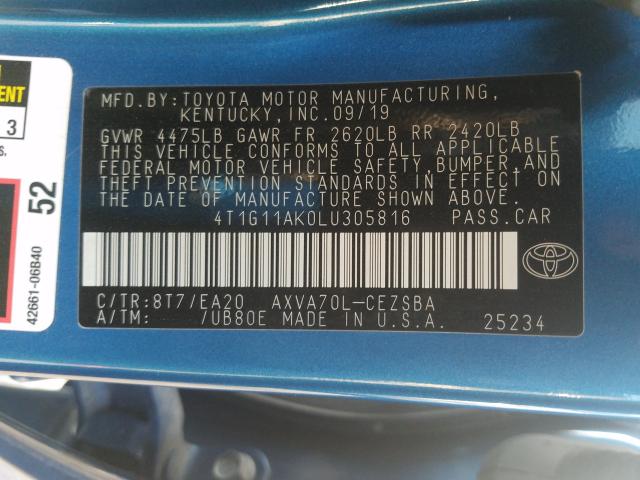 MFD.BY:TOYOTA MOTOR MANUFACTURING,
KENTUCKY,INC.09/19
GVWR 4475LB GAWR FR 2620LB RR 2420LB
THIS VEHICLE CONFORMS TO ALL APPLICABLE
FEDERAL MOTOR VEHICLE SAFETY,BUMPER,AND
THEFT PREVENTION STANDARDS IN EFFECT ON
THE DATE OF MANUFACTURE SHOWN ABOVE.
4T1G11AK0LU305816 PASS.CAR
C/TR:8T7/EA20 AXVA70L-CEZSBA
A/TM: /UB80E MADE IN U.S.A. 25234
ENT
3
s.
52
42661-06B40